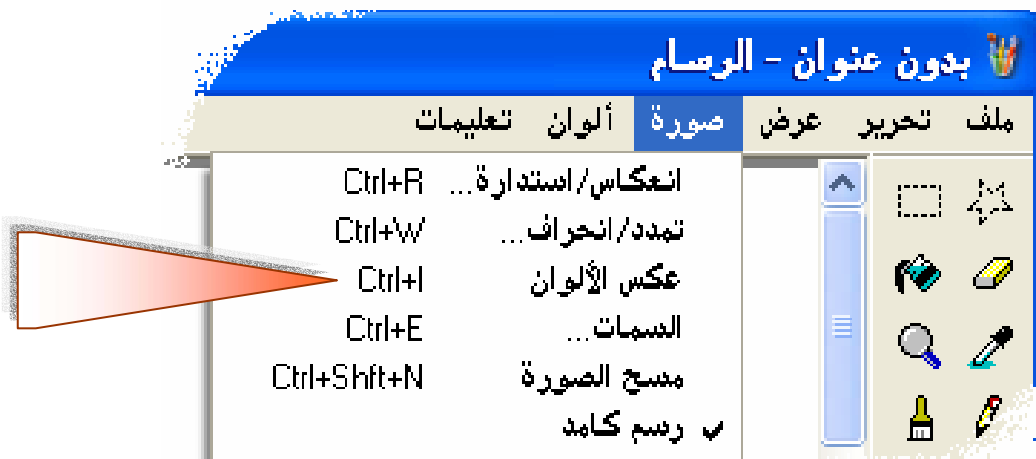 بدون عنوان - الرسام
ملف تحرير عرض صورة ألوان تعليمات
انعكاس/استدارة... Ctrl+R
تمدد/انحراف... Ctrl+W
عكس الألوان Ctrl+I
السمات... Ctrl+E
مسح الصورة Ctrl+Shft+N
رسم كامد